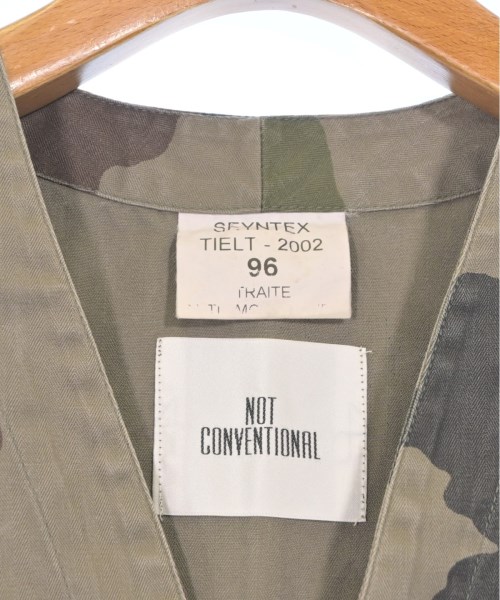 SEYNTEX
TIELT - 2002
96
TRAITE
NOT
CONVENTIONAL